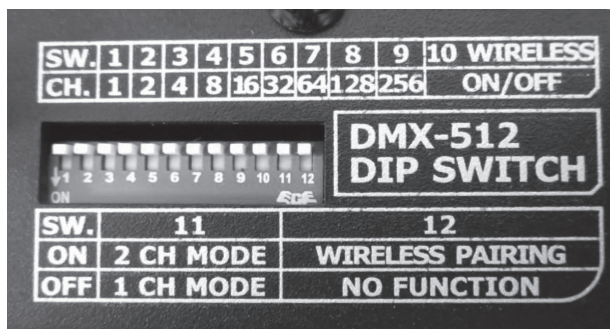 SW. 1 2 3 4 5 6 7 8 9 10 WIRELESS
CH. 1 2 4 8 16 32 64 128 256 ON/OFF
DMX-512
DIP SWITCH
↓1 2 3 4 5 6 7 8 9 10 11 12
ON ECE
SW. 11 12
ON 2 CH MODE WIRELESS PAIRING
OFF 1 CH MODE NO FUNCTION